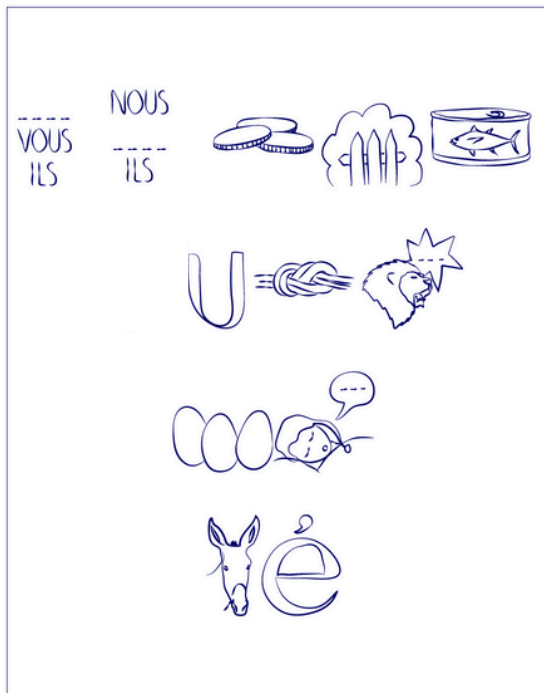 _ _ _ _
VOUS
ILS
NOUS
_ _ _ _
ILS
_ _ _
U
_ _ _
é